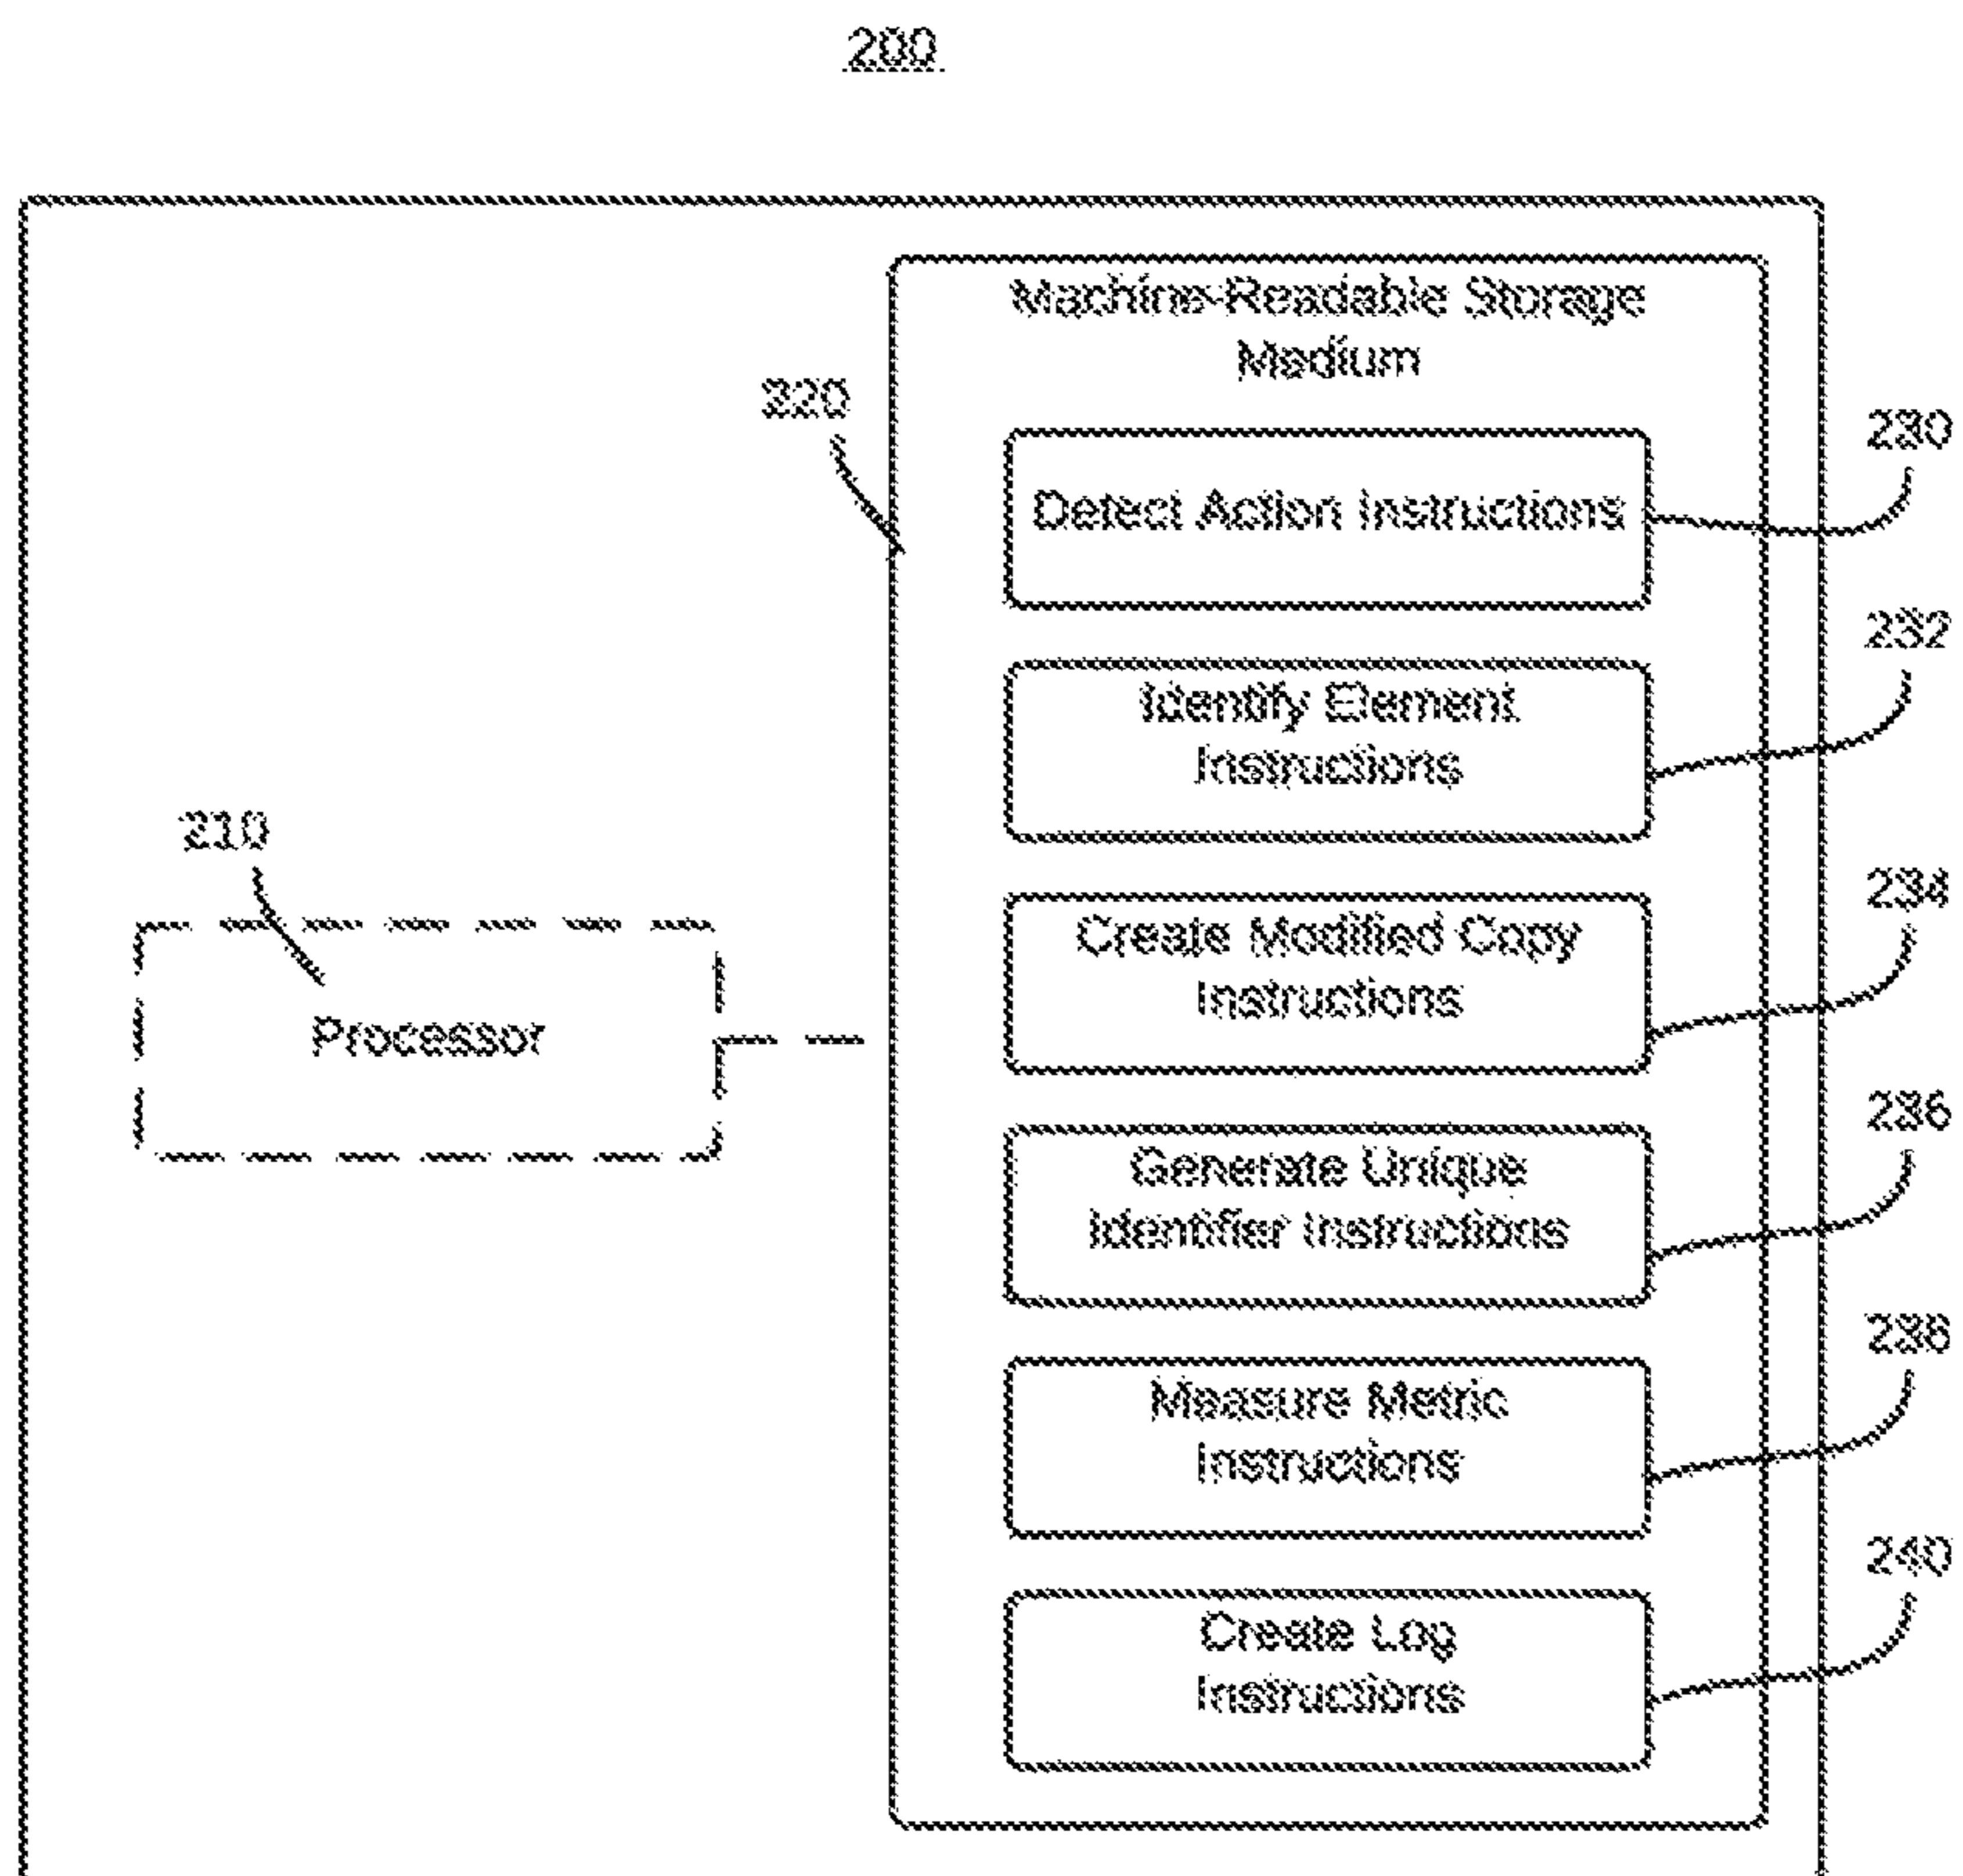 200
Machine-Readable Storage
Medium
220
230
Detect Action Instructions
232
Identify Element
Instructions
210
234
Create Modified Copy
Instructions
Processor
236
Generate Unique
Identifier Instructions
238
Measure Metric
Instructions
240
Create Log
Instructions